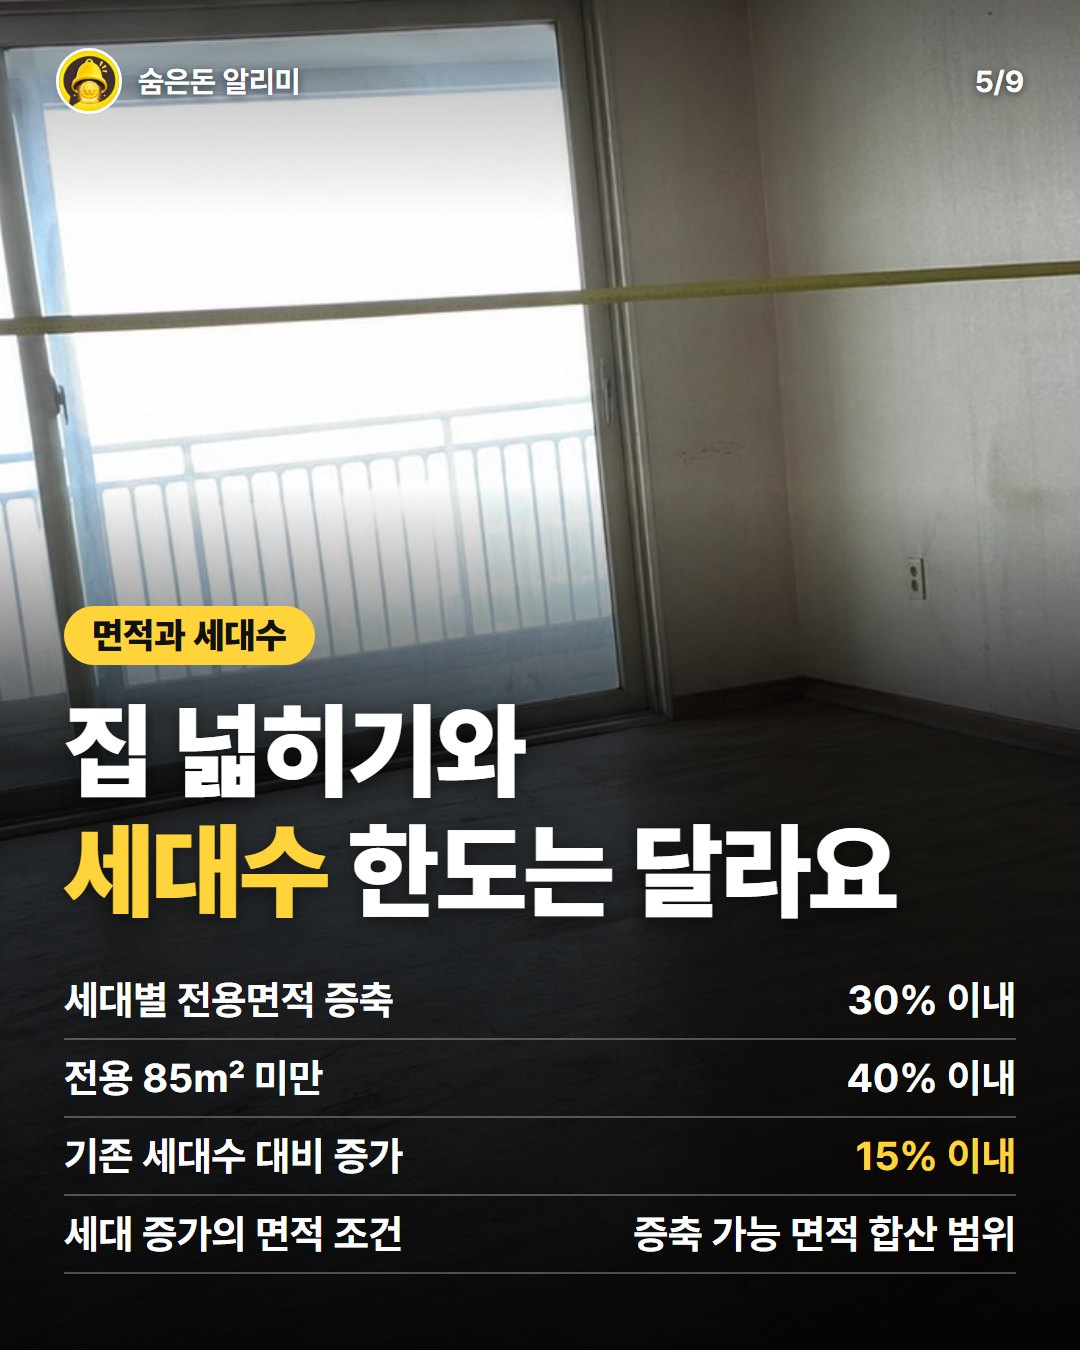 숨은돈 알리미
5/9
면적과 세대수
집 넓히기와
세대수 한도는 달라요
세대별 전용면적 증축 30% 이내
전용 85m² 미만 40% 이내
기존 세대수 대비 증가 15% 이내
세대 증가의 면적 조건 증축 가능 면적 합산 범위